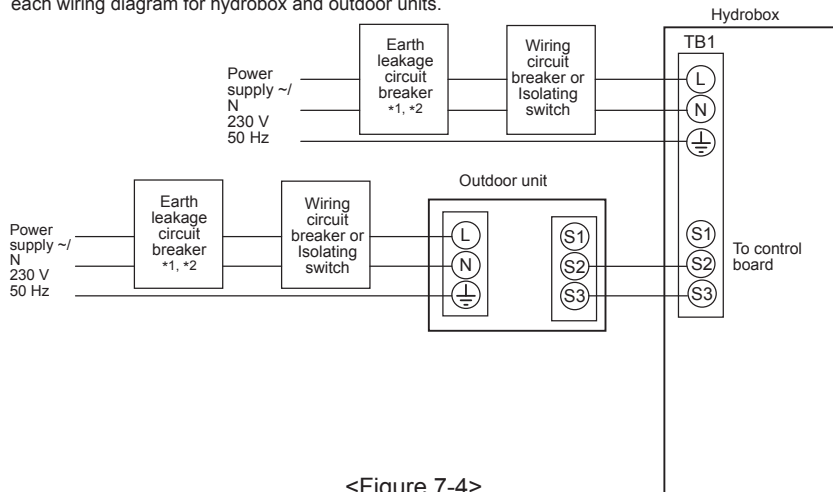 each wiring diagram for hydrobox and outdoor units.
Hydrobox
TB1
Power
supply ~/
N
230 V
50 Hz
Earth
leakage
circuit
breaker
*1, *2
Wiring
circuit
breaker or
Isolating
switch
L
N
Outdoor unit
Power
supply ~/
N
230 V
50 Hz
Earth
leakage
circuit
breaker
*1, *2
Wiring
circuit
breaker or
Isolating
switch
L
N
S1
S2
S3
S1
S2
S3
To control
board
<Figure 7-4>